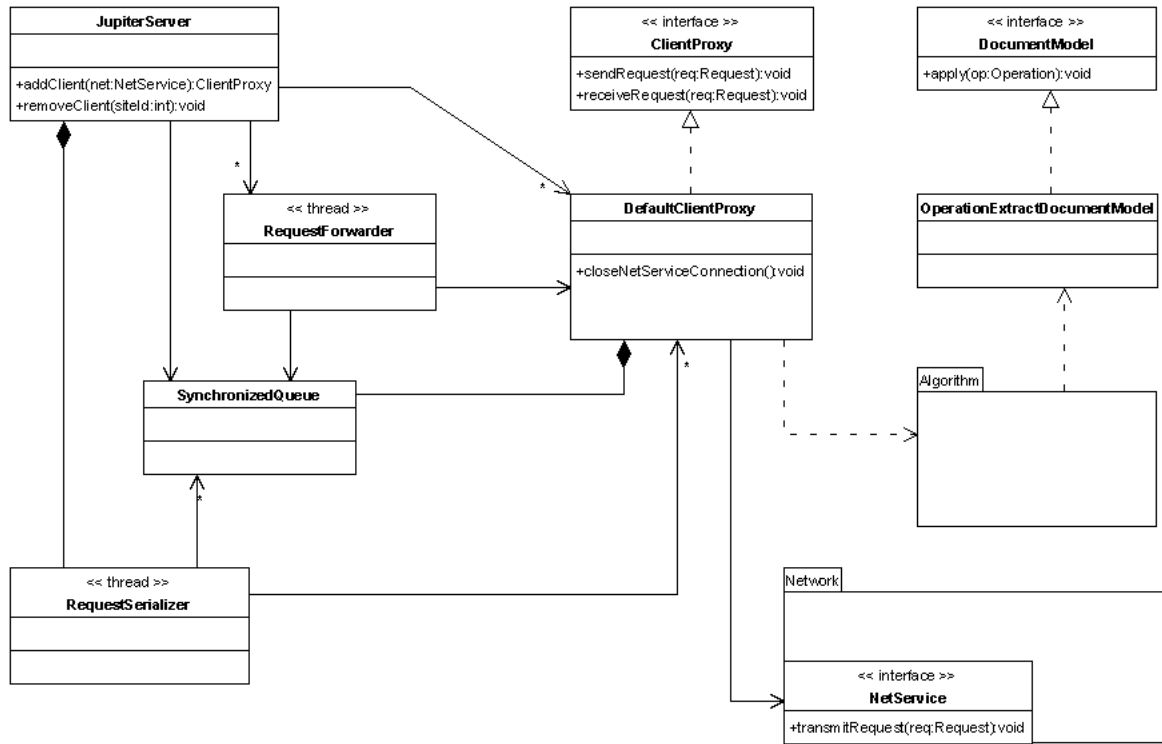 JupiterServer
+addClient(net:NetService):ClientProxy
+removeClient(siteId:int):void
<< interface >>
ClientProxy
+sendRequest(req:Request):void
+receiveRequest(req:Request):void
<< interface >>
DocumentModel
+apply(op:Operation):void
*
*
<< thread >>
RequestForwarder
DefaultClientProxy
+closeNetServiceConnection():void
OperationExtractDocumentModel
*
SynchronizedQueue
Algorithm
*
<< thread >>
RequestSerializer
Network
<< interface >>
NetService
+transmitRequest(req:Request):void